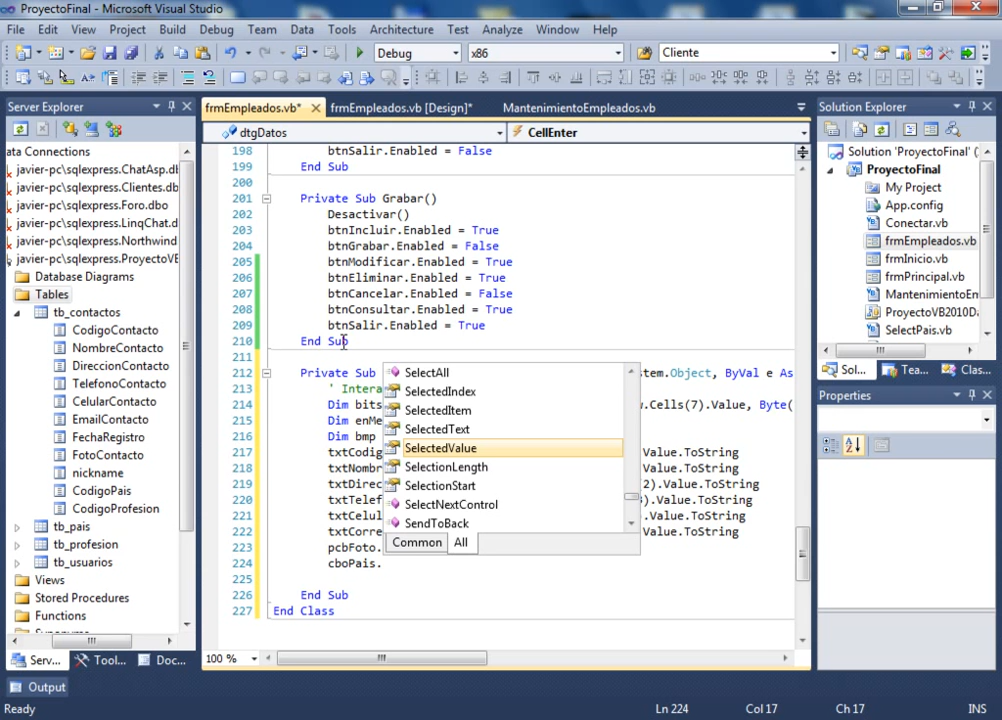 ProyectoFinal - Microsoft Visual Studio
File Edit View Project Build Debug Team Data Tools Architecture Test Analyze Window Help
Debug x86 Cliente
Server Explorer
ata Connections
javier-pc\sqlexpress.ChatAsp.dl
javier-pc\sqlexpress.Clientes.db
javier-pc\sqlexpress.Foro.dbo
javier-pc\sqlexpress.LinqChat.d
javier-pc\sqlexpress.Northwind
javier-pc\sqlexpress.ProyectoVE
Database Diagrams
Tables
tb_contactos
CodigoContacto
NombreContacto
DireccionContacto
TelefonoContacto
CelularContacto
EmailContacto
FechaRegistro
FotoContacto
nickname
CodigoPais
CodigoProfesion
tb_pais
tb_profesion
tb_usuarios
Views
Stored Procedures
Functions
Serv... Tool... Doc...
Output
frmEmpleados.vb* frmEmpleados.vb [Design]* MantenimientoEmpleados.vb
dtgDatos CellEnter
198 btnSalir.Enabled = False
199 End Sub
200
201 Private Sub Grabar()
202 Desactivar()
203 btnIncluir.Enabled = True
204 btnGrabar.Enabled = False
205 btnModificar.Enabled = True
206 btnEliminar.Enabled = True
207 btnCancelar.Enabled = False
208 btnConsultar.Enabled = True
209 btnSalir.Enabled = True
210 End Sub
211
212 Private Sub stem.Object, ByVal e As
213 ' Intera
214 Dim bits w.Cells(7).Value, Byte(
215 Dim enMe
216 Dim bmp
217 txtCodig Value.ToString
218 txtNombr Value.ToString
219 txtDirec 2).Value.ToString
220 txtTelef ).Value.ToString
221 txtCelul ).Value.ToString
222 txtCorre Value.ToString
223 pcbFoto.
224 cboPais.
225
226 End Sub
227 End Class
SelectAll
SelectedIndex
SelectedItem
SelectedText
SelectedValue
SelectionLength
SelectionStart
SelectNextControl
SendToBack
Common All
100 %
Solution Explorer
Solution 'ProyectoFinal' (
ProyectoFinal
My Project
App.config
Conectar.vb
frmEmpleados.vb
frmInicio.vb
frmPrincipal.vb
MantenimientoEm
ProyectoVB2010Da
SelectPais.vb
Sol... Tea... Clas...
Properties
Ready Ln 224 Col 17 Ch 17 INS